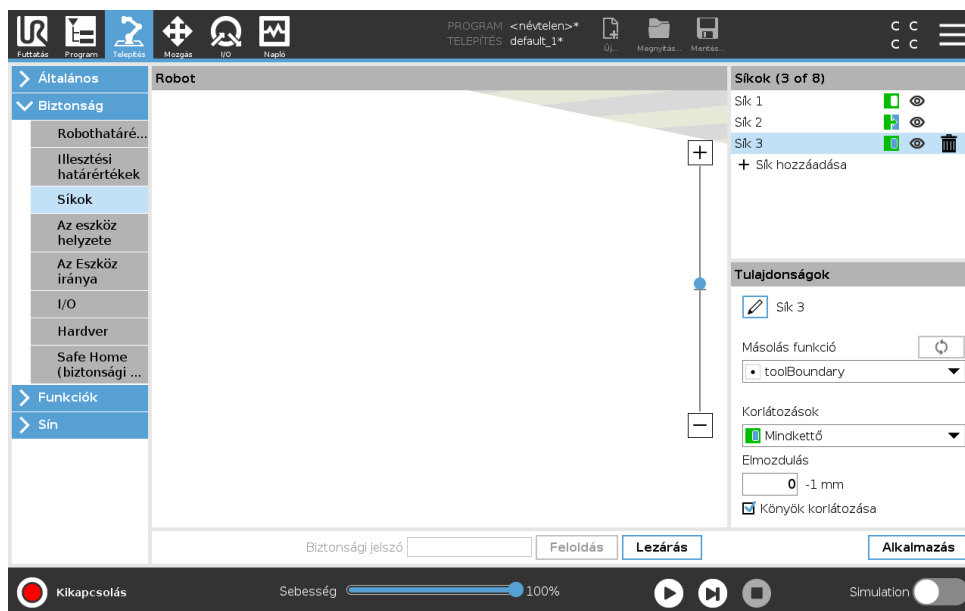 PROGRAM <névtelen>*
TELEPÍTÉS default_1*
C C
C C
Futtatás Program Telepítés Mozgás I/O Napló Új... Megnyitás... Mentés...
Általános
Biztonság
Robothatáré...
Illesztési
határértékek
Síkok
Az eszköz
helyzete
Az Eszköz
iránya
I/O
Hardver
Safe Home
(biztonsági ...
Funkciók
Sín
Robot
Síkok (3 of 8)
Sík 1
Sík 2
Sík 3
+ Sík hozzáadása
Tulajdonságok
Sík 3
Másolás funkció
toolBoundary
Korlátozások
Mindkettő
Elmozdulás
0 -1 mm
Könyök korlátozása
Biztonsági jelszó Feloldás Lezárás Alkalmazás
Kikapcsolás Sebesség 100% Simulation